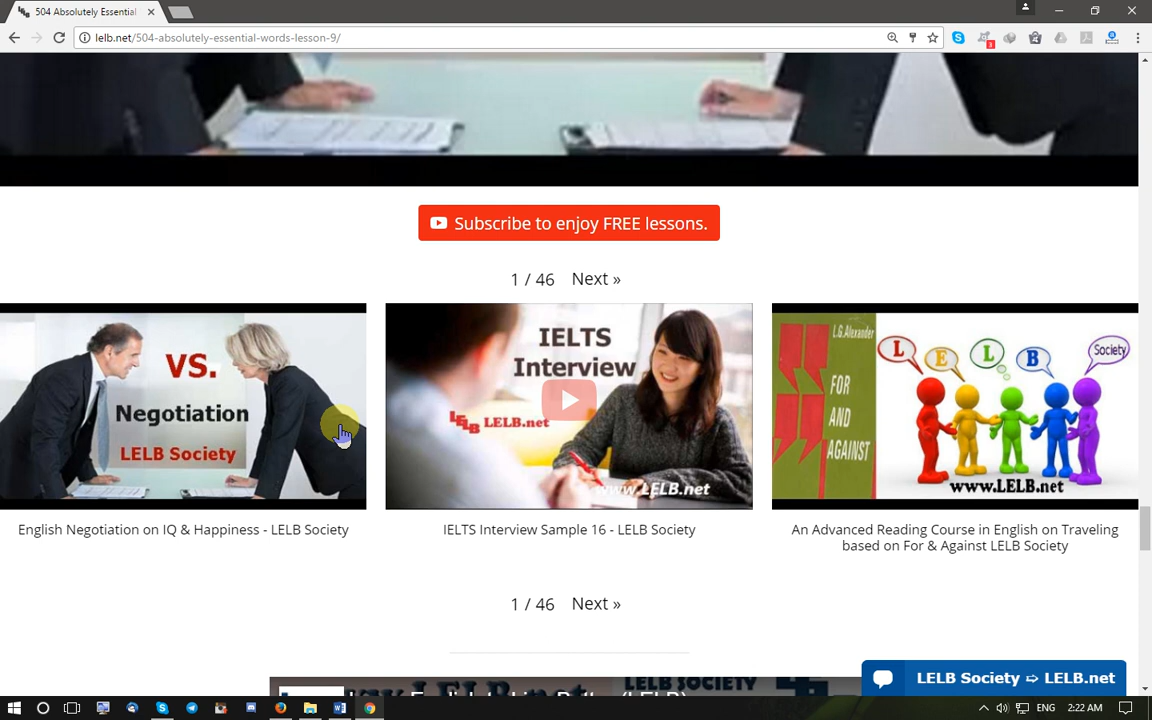 504 Absolutely Essential
lelb.net/504-absolutely-essential-words-lesson-9/
3
Subscribe to enjoy FREE lessons.
1 / 46 Next »
VS.
Negotiation
LELB Society
IELTS
Interview
LELB LELB.net
www.LELB.net
L.G.Alexander
FOR
AND
AGAINST
L E L B Society
www.LELB.net
English Negotiation on IQ & Happiness - LELB Society
IELTS Interview Sample 16 - LELB Society
An Advanced Reading Course in English on Traveling
based on For & Against LELB Society
1 / 46 Next »
LELB Society ➪ LELB.net
ENG 2:22 AM